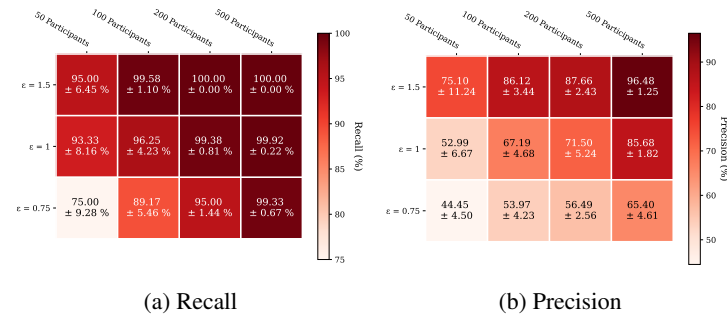 50 Participants
100 Participants
200 Participants
500 Participants
ε = 1.5
95.00
± 6.45 %
99.58
± 1.10 %
100.00
± 0.00 %
100.00
± 0.00 %
ε = 1
93.33
± 8.16 %
96.25
± 4.23 %
99.38
± 0.81 %
99.92
± 0.22 %
ε = 0.75
75.00
± 9.28 %
89.17
± 5.46 %
95.00
± 1.44 %
99.33
± 0.67 %
100
95
90
85
80
75
Recall (%)
(a) Recall
50 Participants
100 Participants
200 Participants
500 Participants
ε = 1.5
75.10
± 11.24
86.12
± 3.44
87.66
± 2.43
96.48
± 1.25
ε = 1
52.99
± 6.67
67.19
± 4.68
71.50
± 5.24
85.68
± 1.82
ε = 0.75
44.45
± 4.50
53.97
± 4.23
56.49
± 2.56
65.40
± 4.61
90
80
70
60
50
Precision (%)
(b) Precision